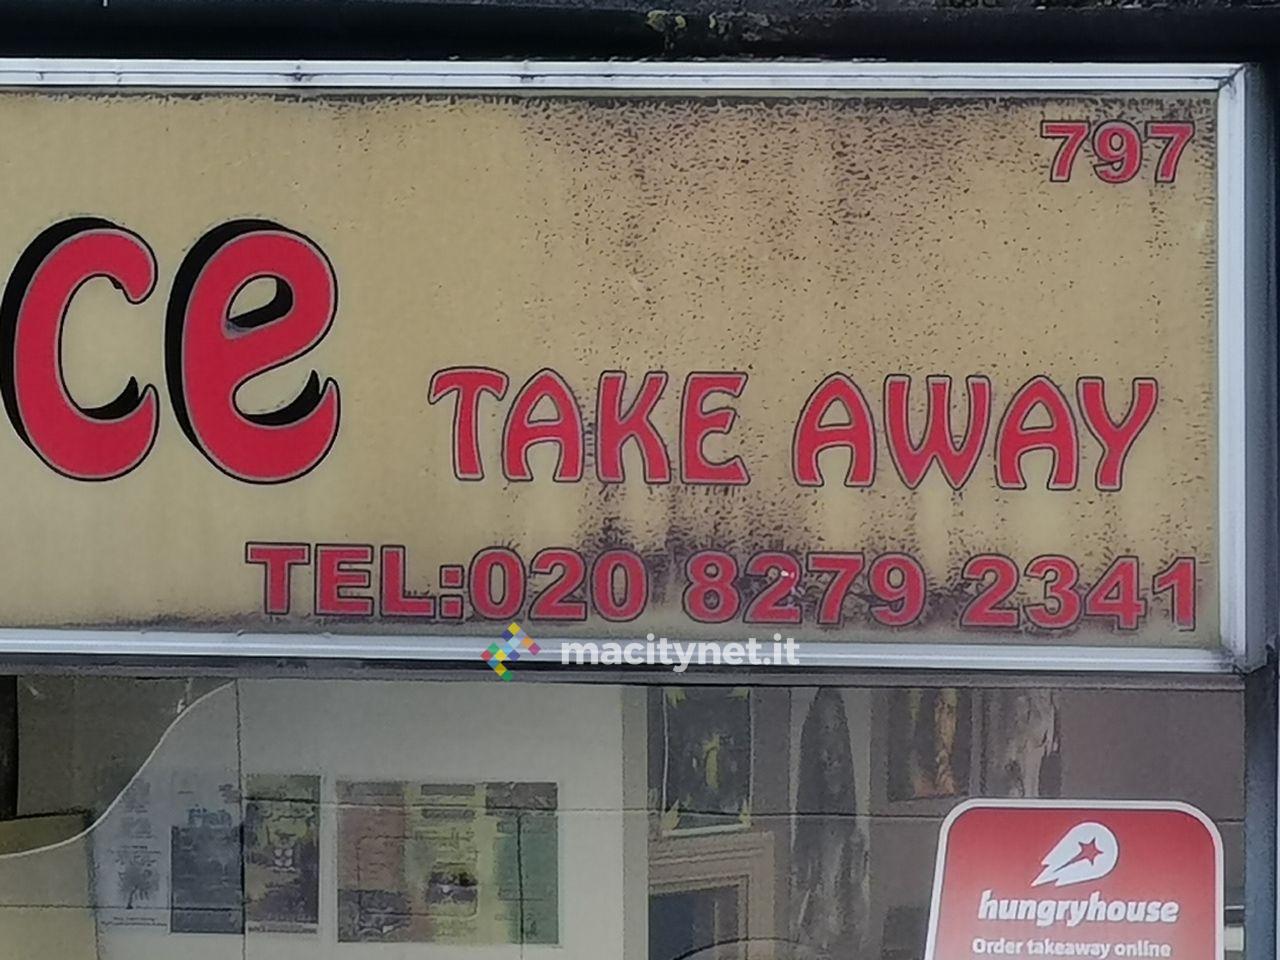 797
ce TAKE AWAY
TEL:020 8279 2341
macitynet.it
hungryhouse
Order takeaway online